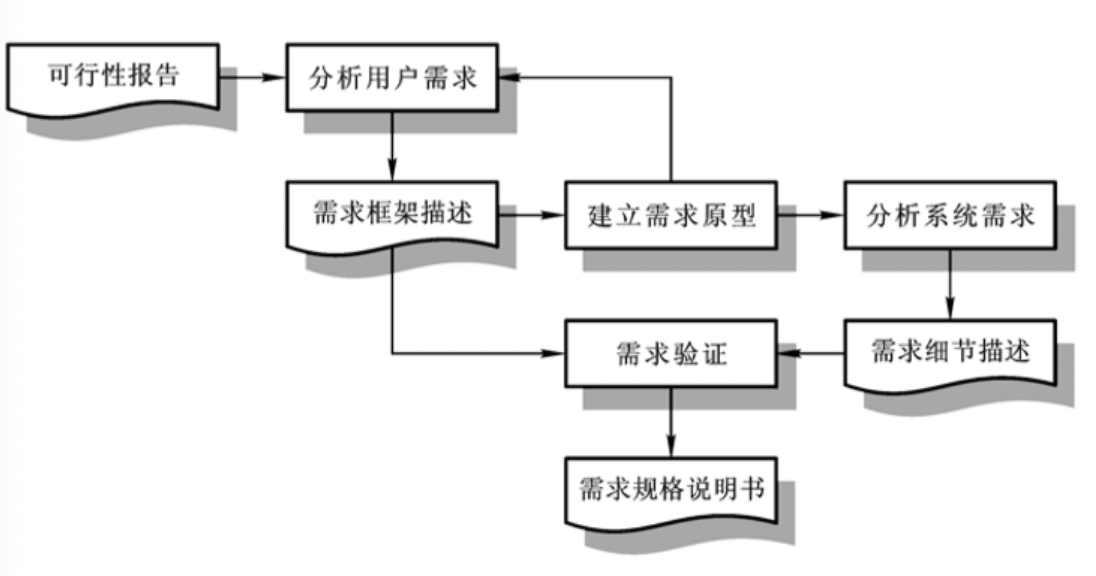 可行性报告
分析用户需求
需求框架描述
建立需求原型
分析系统需求
需求验证
需求细节描述
需求规格说明书